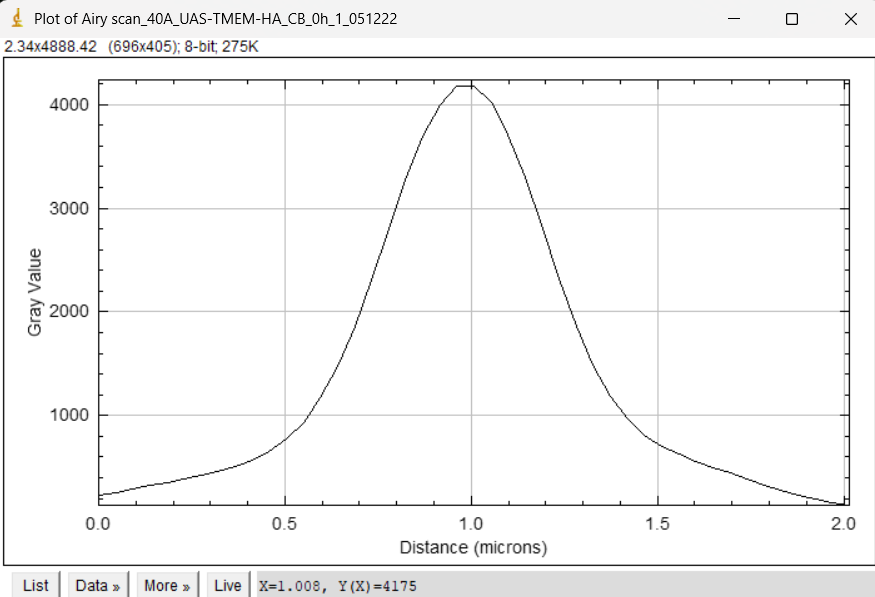 Plot of Airy scan_40A_UAS-TMEM-HA_CB_0h_1_051222
2.34x4888.42 (696x405); 8-bit; 275K
4000
3000
2000
1000
Gray Value
0.0 0.5 1.0 1.5 2.0
Distance (microns)
List Data » More » Live X=1.008, Y(X)=4175